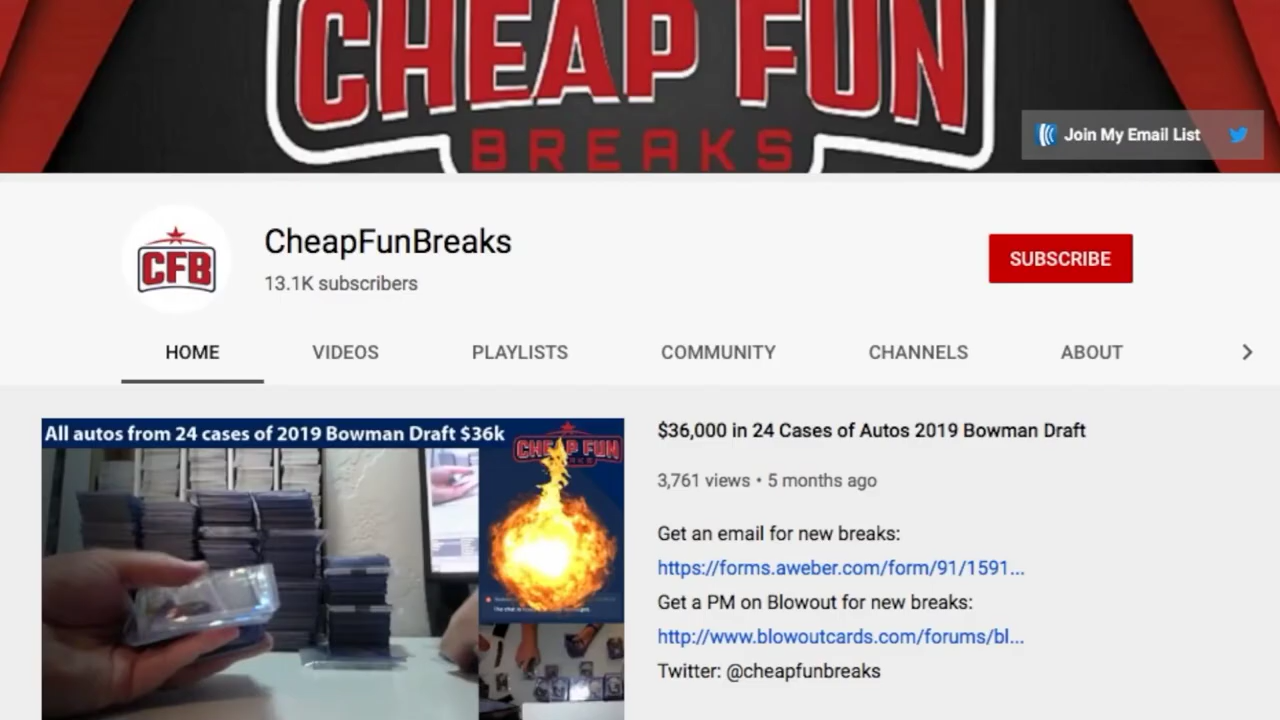 CHEAP FUN
BREAKS
Join My Email List
CFB
CheapFunBreaks
13.1K subscribers
SUBSCRIBE
HOME
VIDEOS
PLAYLISTS
COMMUNITY
CHANNELS
ABOUT
All autos from 24 cases of 2019 Bowman Draft $36k
CHEAP FUN
$36,000 in 24 Cases of Autos 2019 Bowman Draft
3,761 views • 5 months ago
Get an email for new breaks:
https://forms.aweber.com/form/91/1591...
Get a PM on Blowout for new breaks:
http://www.blowoutcards.com/forums/bl...
Twitter: @cheapfunbreaks